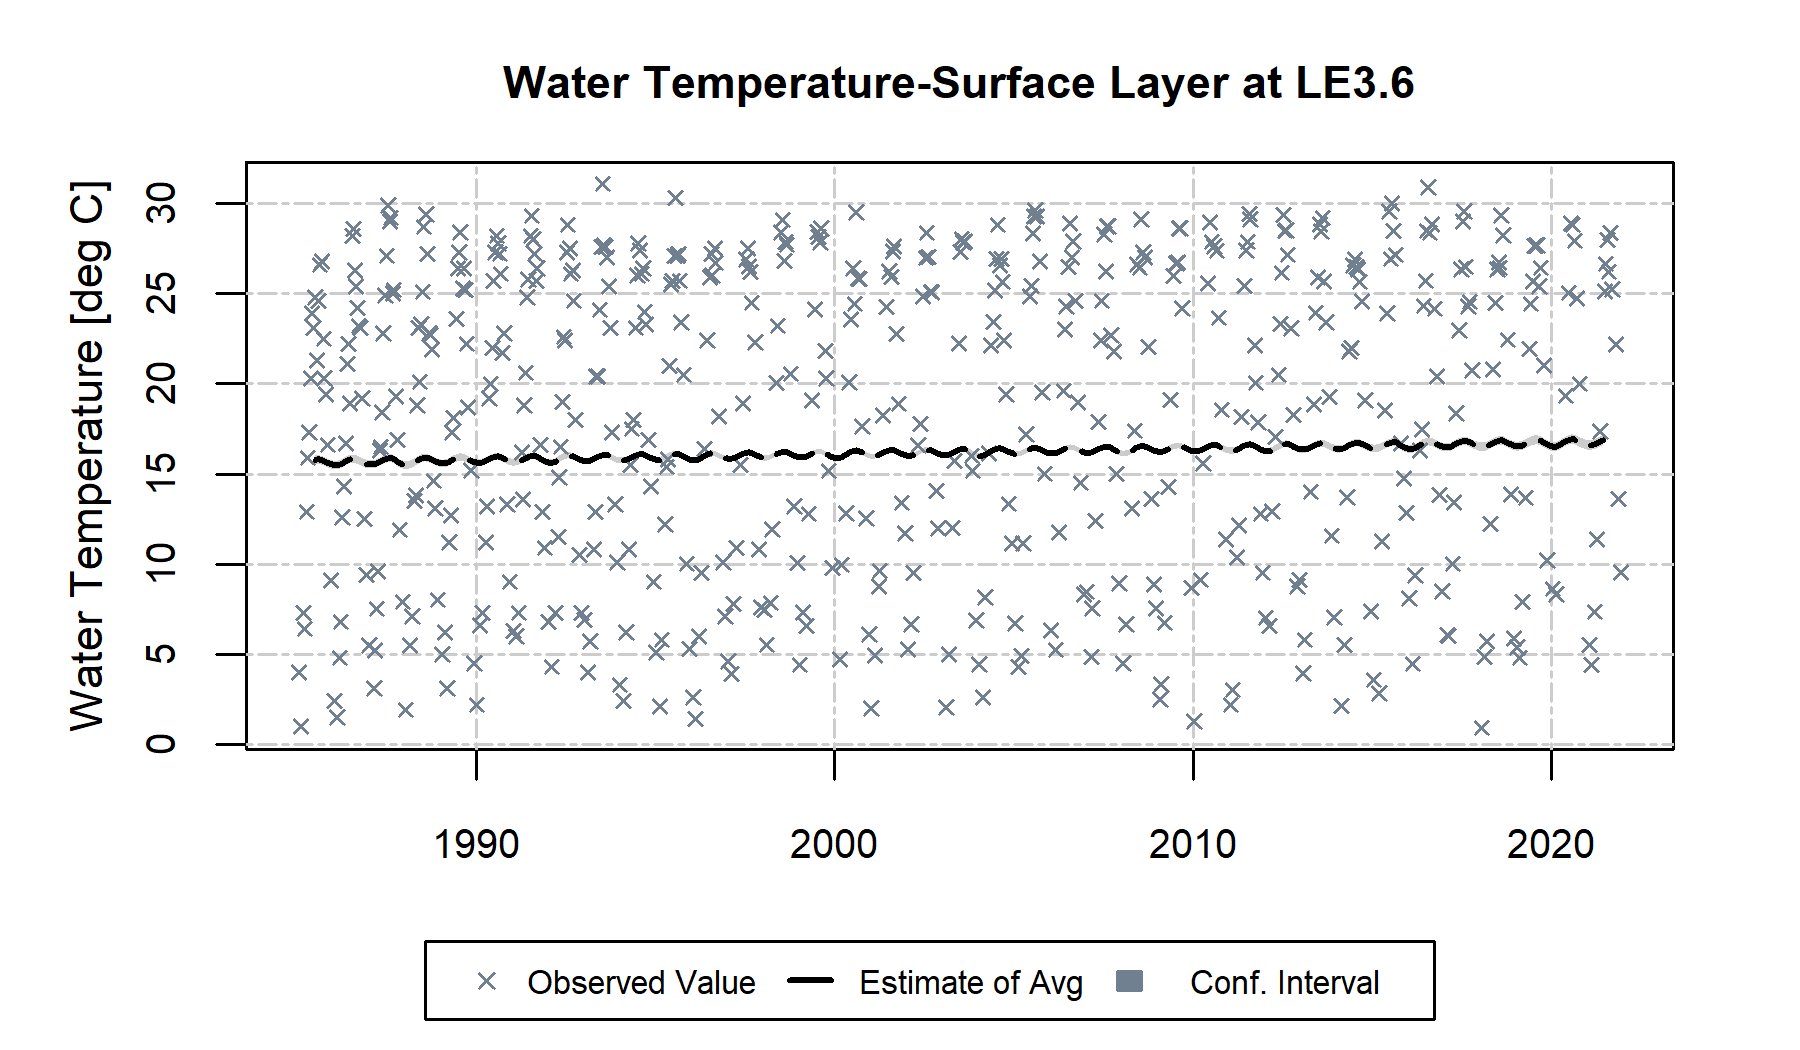 Water Temperature-Surface Layer at LE3.6
Water Temperature [deg C]
30
25
20
15
10
5
0
1990 2000 2010 2020
Observed Value Estimate of Avg Conf. Interval